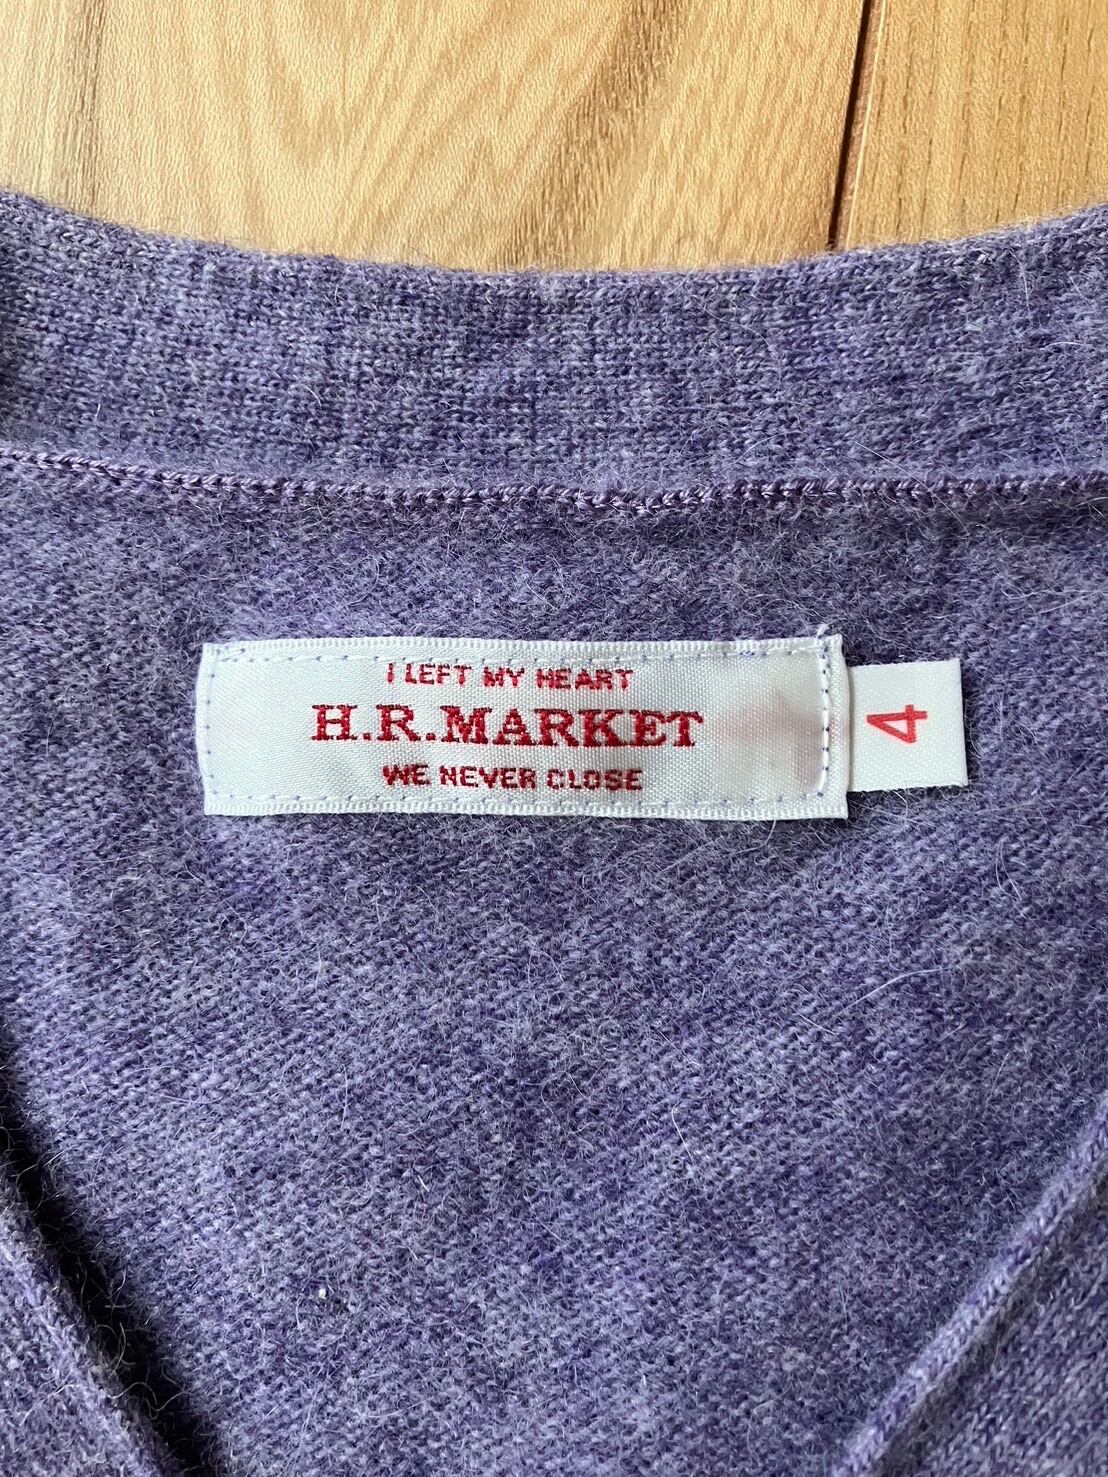 I LEFT MY HEART
H.R.MARKET
WE NEVER CLOSE
4